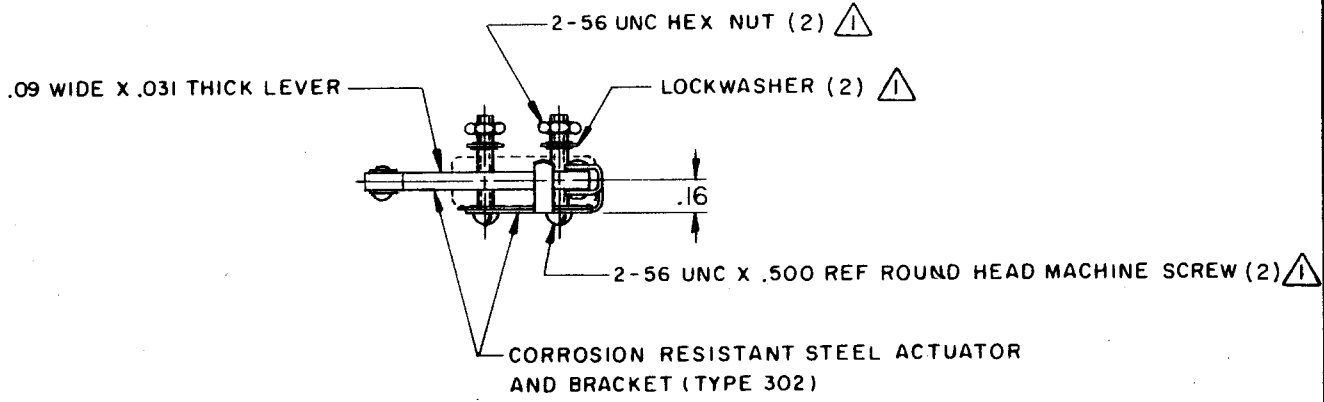 2-56 UNC HEX NUT (2) 1
.09 WIDE X .031 THICK LEVER
LOCKWASHER (2) 1
.16
2-56 UNC X .500 REF ROUND HEAD MACHINE SCREW (2) 1
CORROSION RESISTANT STEEL ACTUATOR
AND BRACKET (TYPE 302)